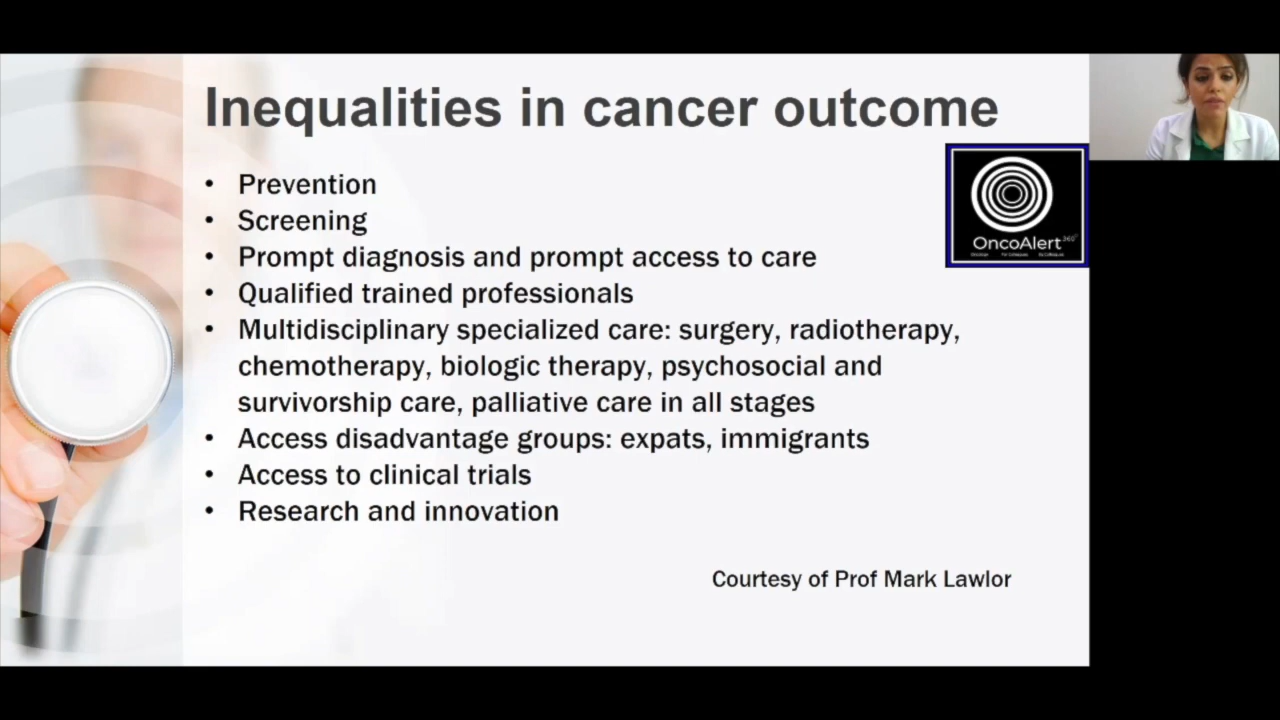 Inequalities in cancer outcome
• Prevention
• Screening
• Prompt diagnosis and prompt access to care
• Qualified trained professionals
• Multidisciplinary specialized care: surgery, radiotherapy,
chemotherapy, biologic therapy, psychosocial and
survivorship care, palliative care in all stages
• Access disadvantage groups: expats, immigrants
• Access to clinical trials
• Research and innovation
OncoAlert 360°
Courtesy of Prof Mark Lawlor